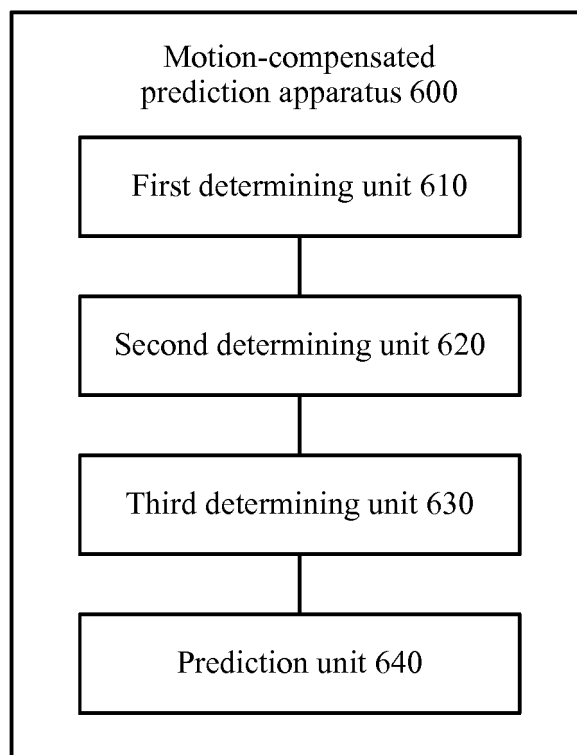 Motion-compensated
prediction apparatus 600
First determining unit 610
Second determining unit 620
Third determining unit 630
Prediction unit 640